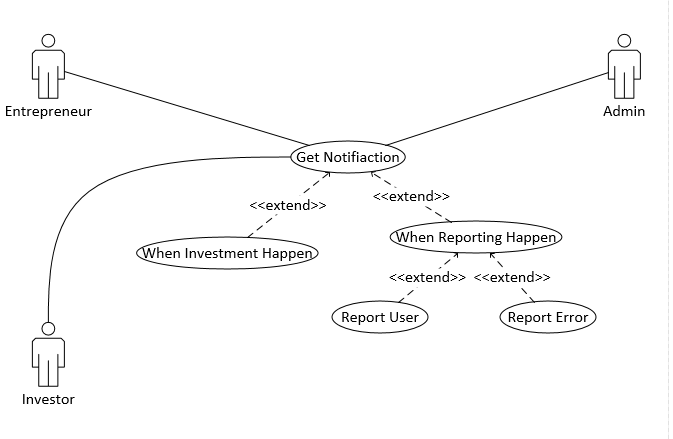 Entrepreneur
Admin
Get Notifiaction
<<extend>>
<<extend>>
When Investment Happen
When Reporting Happen
<<extend>>
<<extend>>
Report User
Report Error
Investor